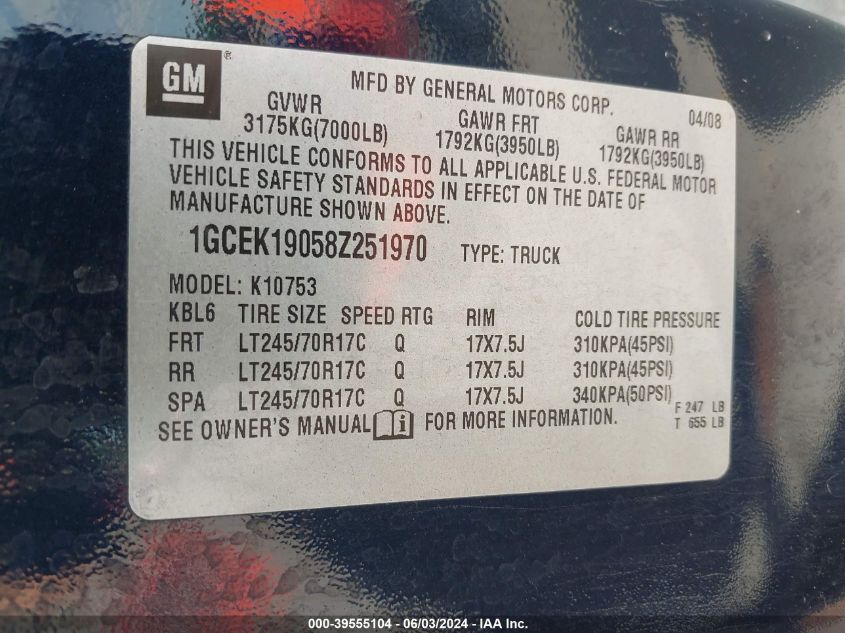 GM ®
MFD BY GENERAL MOTORS CORP. 04/08
GVWR GAWR FRT GAWR RR
3175KG(7000LB) 1792KG(3950LB) 1792KG(3950LB)
THIS VEHICLE CONFORMS TO ALL APPLICABLE U.S. FEDERAL MOTOR
VEHICLE SAFETY STANDARDS IN EFFECT ON THE DATE OF
MANUFACTURE SHOWN ABOVE.
1GCEK19058Z251970 TYPE: TRUCK
MODEL: K10753
KBL6 TIRE SIZE SPEED RTG RIM COLD TIRE PRESSURE
FRT LT245/70R17C Q 17X7.5J 310KPA(45PSI)
RR LT245/70R17C Q 17X7.5J 310KPA(45PSI)
SPA LT245/70R17C Q 17X7.5J 340KPA(50PSI)
F 247 LB
SEE OWNER'S MANUAL i FOR MORE INFORMATION. T 655 LB
000-39555104 - 06/03/2024 - IAA Inc.